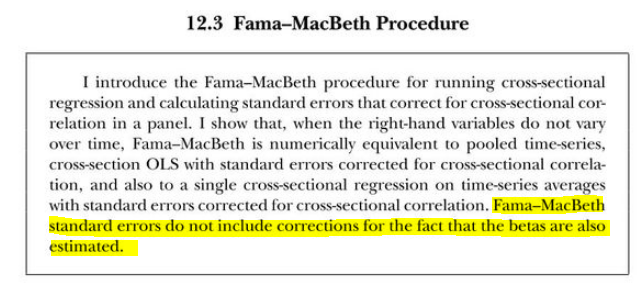 12.3 Fama–MacBeth Procedure
I introduce the Fama–MacBeth procedure for running cross-sectional
regression and calculating standard errors that correct for cross-sectional cor-
relation in a panel. I show that, when the right-hand variables do not vary
over time, Fama–MacBeth is numerically equivalent to pooled time-series,
cross-section OLS with standard errors corrected for cross-sectional correla-
tion, and also to a single cross-sectional regression on time-series averages
with standard errors corrected for cross-sectional correlation. Fama–MacBeth
standard errors do not include corrections for the fact that the betas are also
estimated.